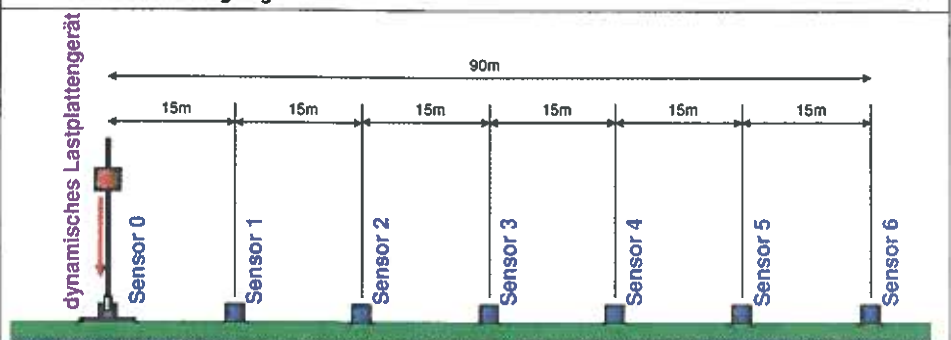 90m
15m 15m 15m 15m 15m 15m
dynamisches Lastplattengerät
Sensor 0
Sensor 1
Sensor 2
Sensor 3
Sensor 4
Sensor 5
Sensor 6